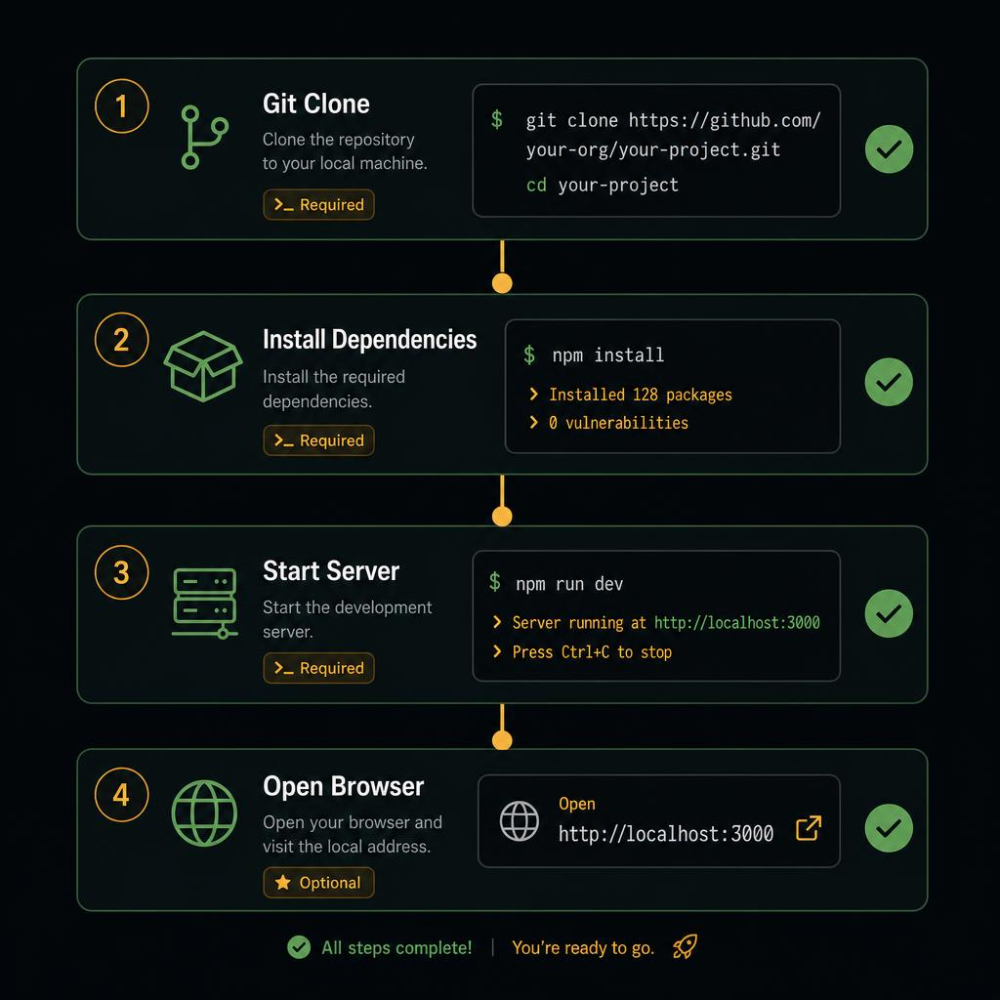 1
Git Clone
Clone the repository
to your local machine.
>_ Required
$ git clone https://github.com/
your-org/your-project.git
cd your-project
2
Install Dependencies
Install the required
dependencies.
>_ Required
$ npm install
> Installed 128 packages
> 0 vulnerabilities
3
Start Server
Start the development
server.
>_ Required
$ npm run dev
> Server running at http://localhost:3000
> Press Ctrl+C to stop
4
Open Browser
Open your browser and
visit the local address.
Optional
Open
http://localhost:3000
All steps complete! | You're ready to go.